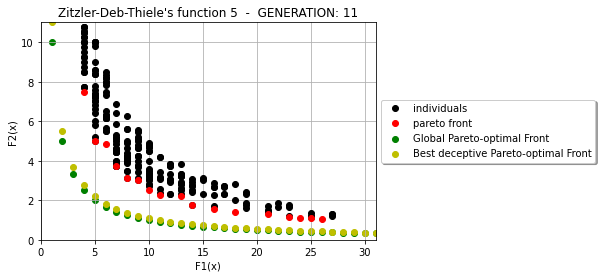 Zitzler-Deb-Thiele's function 5 - GENERATION: 11
10
8
6
4
2
0
F2(x)
0 5 10 15 20 25 30
F1(x)
individuals
pareto front
Global Pareto-optimal Front
Best deceptive Pareto-optimal Front